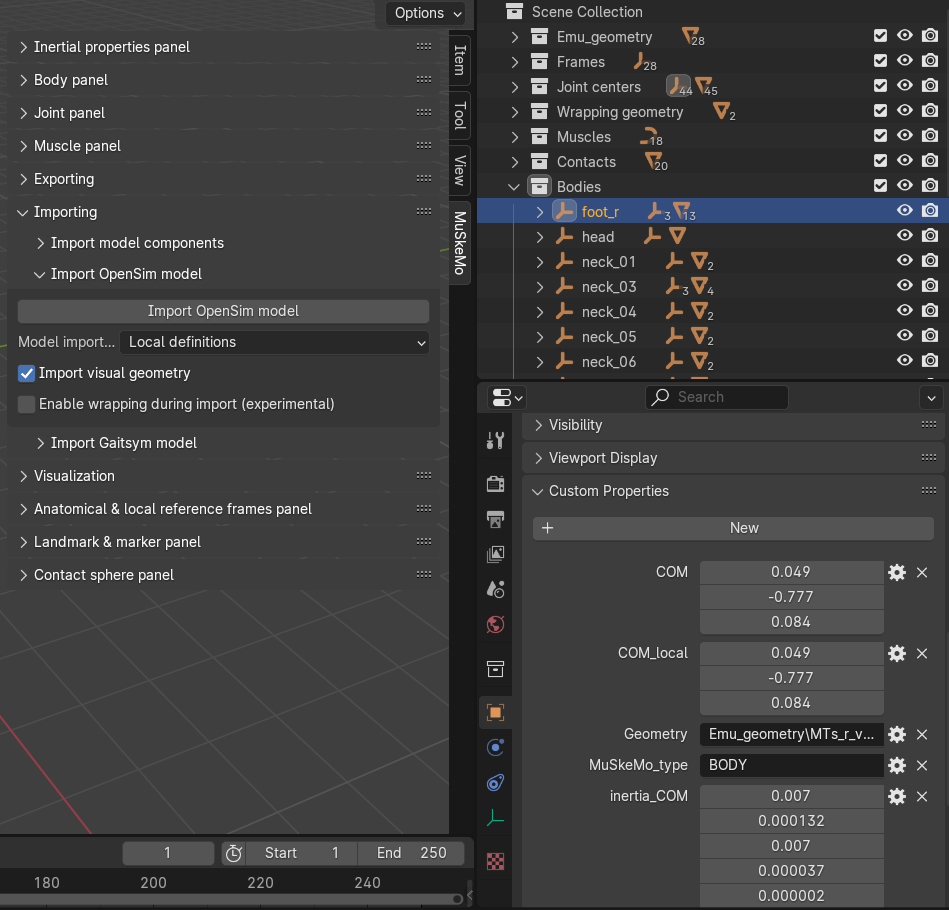 Options
Inertial properties panel
Body panel
Joint panel
Muscle panel
Exporting
Importing
Import model components
Import OpenSim model
Import OpenSim model
Model import... Local definitions
Import visual geometry
Enable wrapping during import (experimental)
Import Gaitsym model
Visualization
Anatomical & local reference frames panel
Landmark & marker panel
Contact sphere panel
Item
Tool
View
MuSkeMo
1 Start 1 End 250
180 200 220 240
Scene Collection
Emu_geometry 28
Frames 28
Joint centers 44 45
Wrapping geometry 2
Muscles 18
Contacts 20
Bodies
foot_r 3 13
head
neck_01 2
neck_03 3 4
neck_04 2
neck_05 2
neck_06 2
Search
Visibility
Viewport Display
Custom Properties
New
COM 0.049
-0.777
0.084
COM_local 0.049
-0.777
0.084
Geometry Emu_geometry\MTs_r_v...
MuSkeMo_type BODY
inertia_COM 0.007
0.000132
0.007
0.000037
0.000002